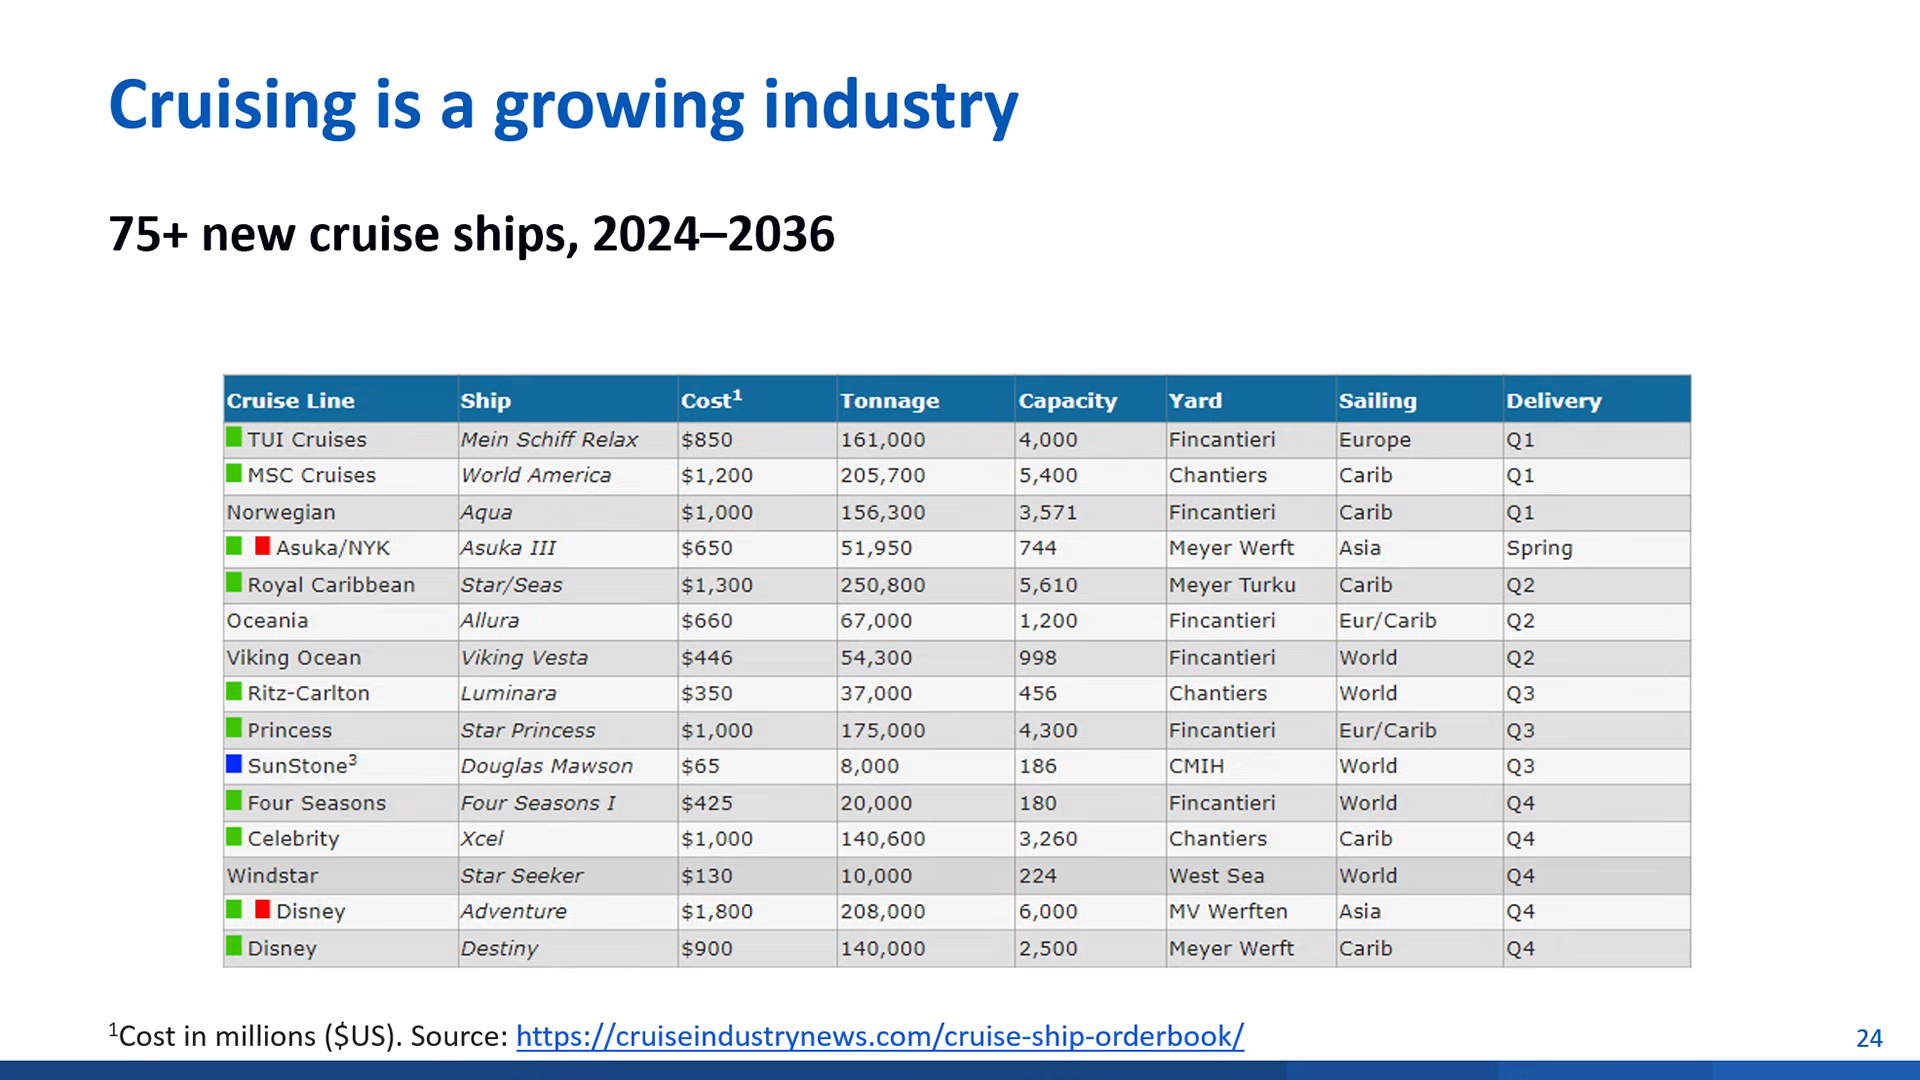 Cruising is a growing industry
75+ new cruise ships, 2024–2036
Cruise Line Ship Cost¹ Tonnage Capacity Yard Sailing Delivery
TUI Cruises Mein Schiff Relax $850 161,000 4,000 Fincantieri Europe Q1
MSC Cruises World America $1,200 205,700 5,400 Chantiers Carib Q1
Norwegian Aqua $1,000 156,300 3,571 Fincantieri Carib Q1
Asuka/NYK Asuka III $650 51,950 744 Meyer Werft Asia Spring
Royal Caribbean Star/Seas $1,300 250,800 5,610 Meyer Turku Carib Q2
Oceania Allura $660 67,000 1,200 Fincantieri Eur/Carib Q2
Viking Ocean Viking Vesta $446 54,300 998 Fincantieri World Q2
Ritz-Carlton Luminara $350 37,000 456 Chantiers World Q3
Princess Star Princess $1,000 175,000 4,300 Fincantieri Eur/Carib Q3
SunStone³ Douglas Mawson $65 8,000 186 CMIH World Q3
Four Seasons Four Seasons I $425 20,000 180 Fincantieri World Q4
Celebrity Xcel $1,000 140,600 3,260 Chantiers Carib Q4
Windstar Star Seeker $130 10,000 224 West Sea World Q4
Disney Adventure $1,800 208,000 6,000 MV Werften Asia Q4
Disney Destiny $900 140,000 2,500 Meyer Werft Carib Q4
¹Cost in millions ($US). Source: https://cruiseindustrynews.com/cruise-ship-orderbook/
24